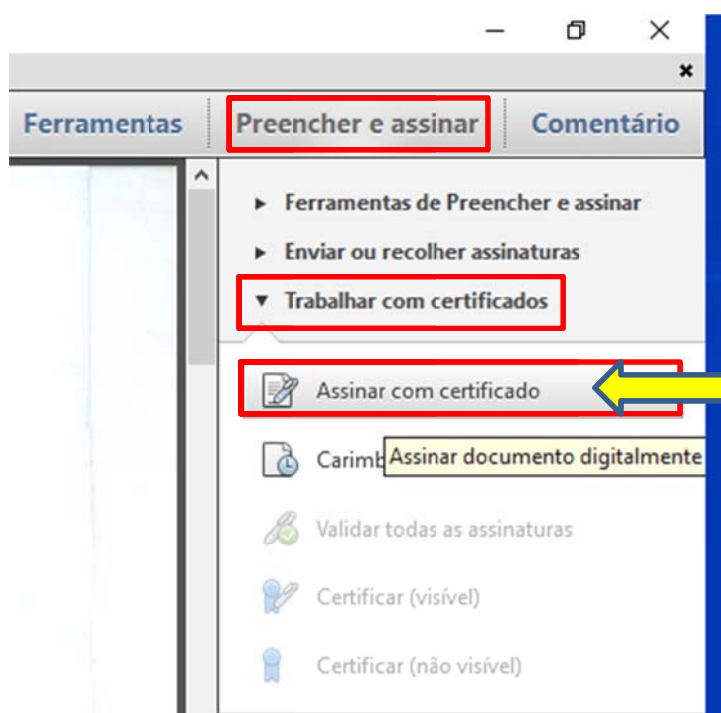 Ferramentas Preencher e assinar Comentário
Ferramentas de Preencher e assinar
Enviar ou recolher assinaturas
Trabalhar com certificados
Assinar com certificado
Carimb Assinar documento digitalmente
Validar todas as assinaturas
Certificar (visível)
Certificar (não visível)